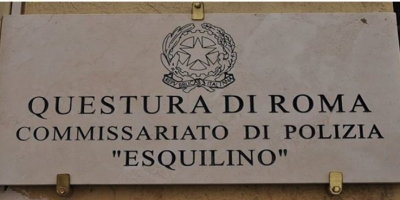 QUESTURA DI ROMA
COMMISSARIATO DI POLIZIA
"ESQUILINO"